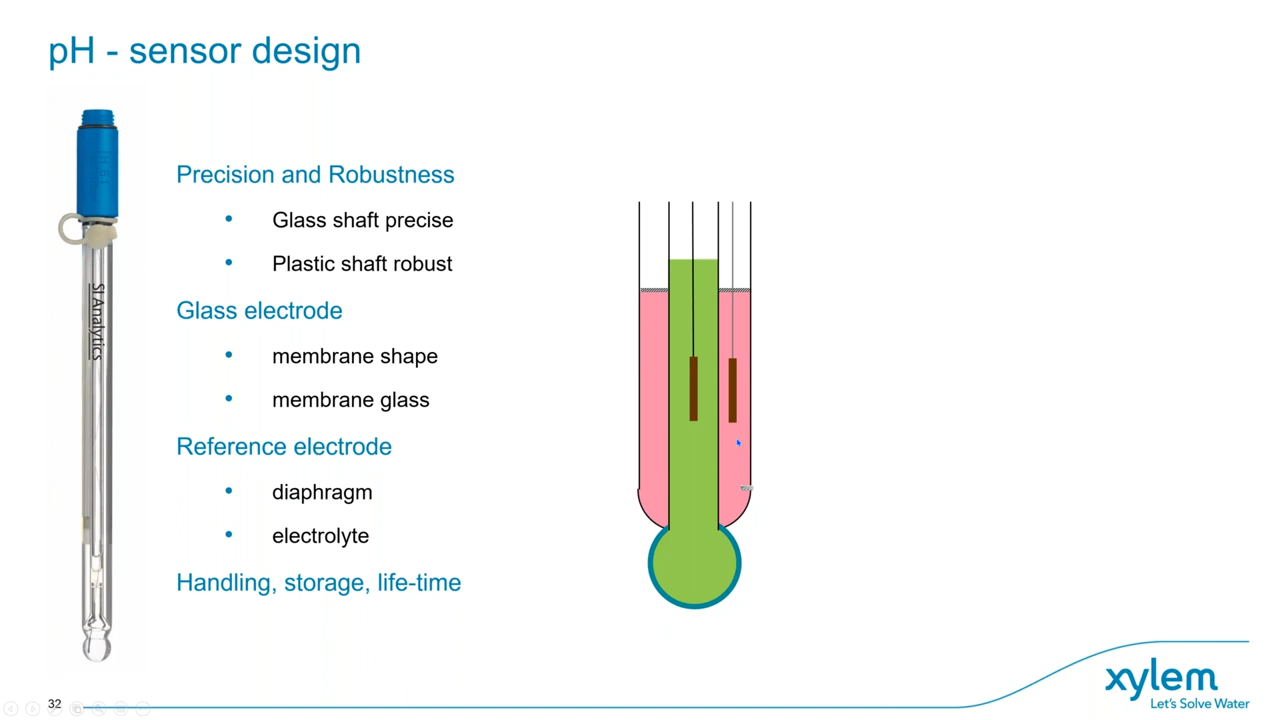 pH - sensor design
Precision and Robustness
• Glass shaft precise
• Plastic shaft robust
Glass electrode
• membrane shape
• membrane glass
Reference electrode
• diaphragm
• electrolyte
Handling, storage, life-time
SI Analytics
32
xylem
Let's Solve Water